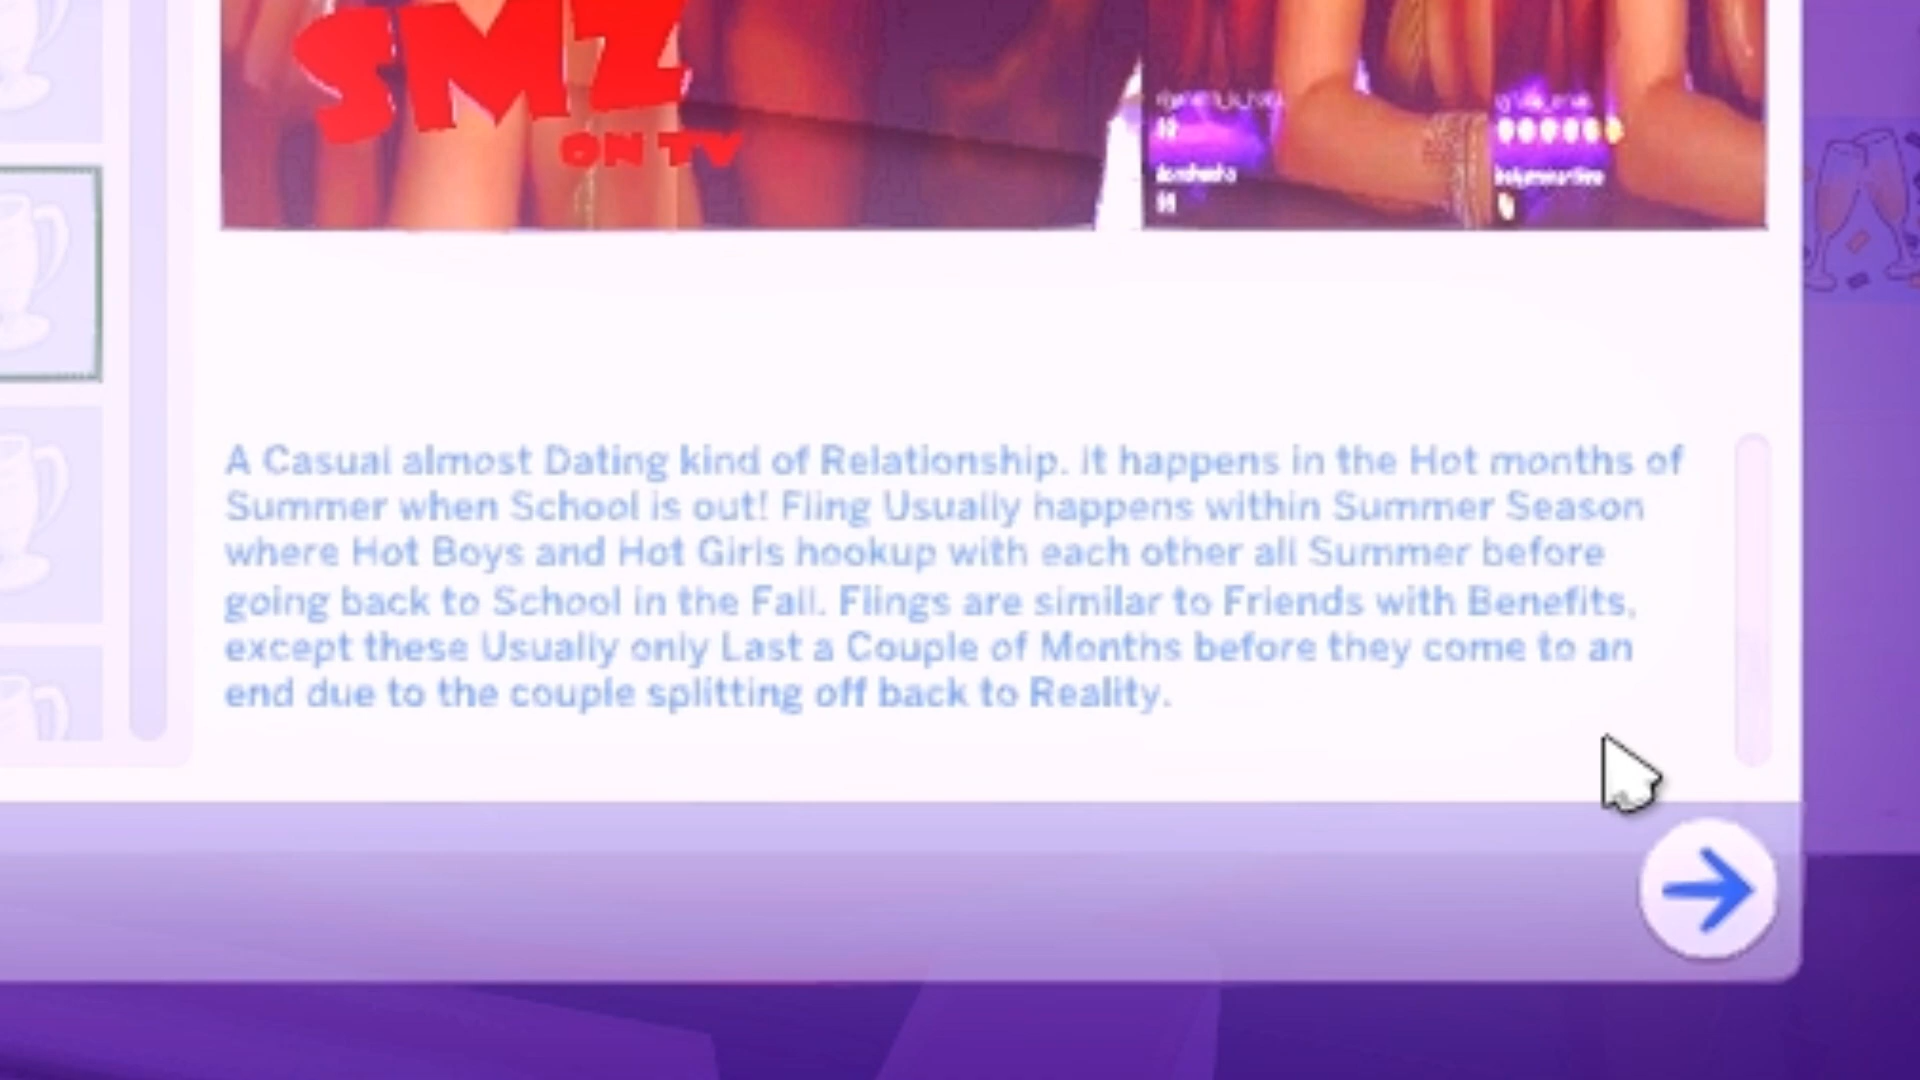 SMZ
ON TV
A Casual almost Dating kind of Relationship. It happens in the Hot months of
Summer when School is out! Fling Usually happens within Summer Season
where Hot Boys and Hot Girls hookup with each other all Summer before
going back to School in the Fall. Flings are similar to Friends with Benefits,
except these Usually only Last a Couple of Months before they come to an
end due to the couple splitting off back to Reality.